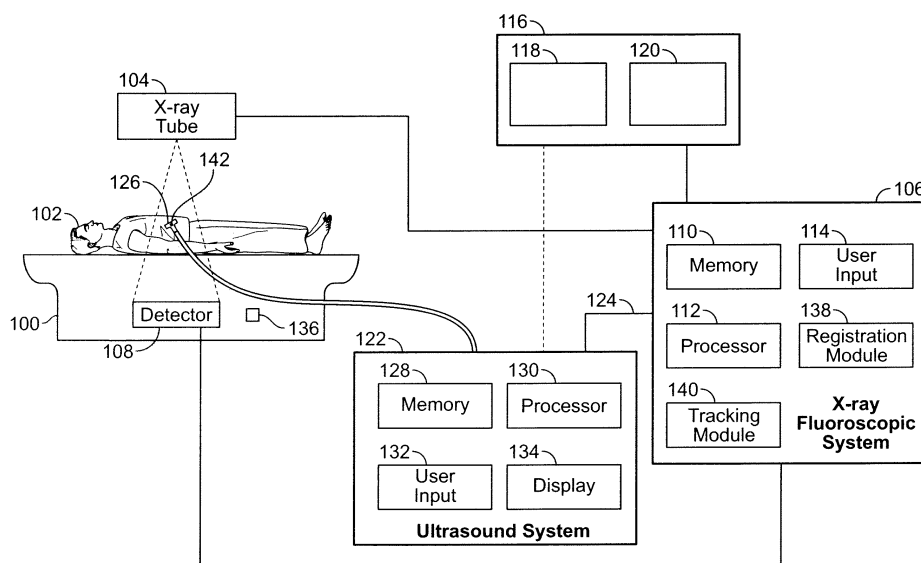 116
118
120
104
X-ray
Tube
126
142
102
106
110
Memory
114
User
Input
124
112
Processor
138
Registration
Module
140
Tracking
Module
X-ray
Fluoroscopic
System
100
Detector
108
136
122
128
Memory
130
Processor
132
User
Input
134
Display
Ultrasound System